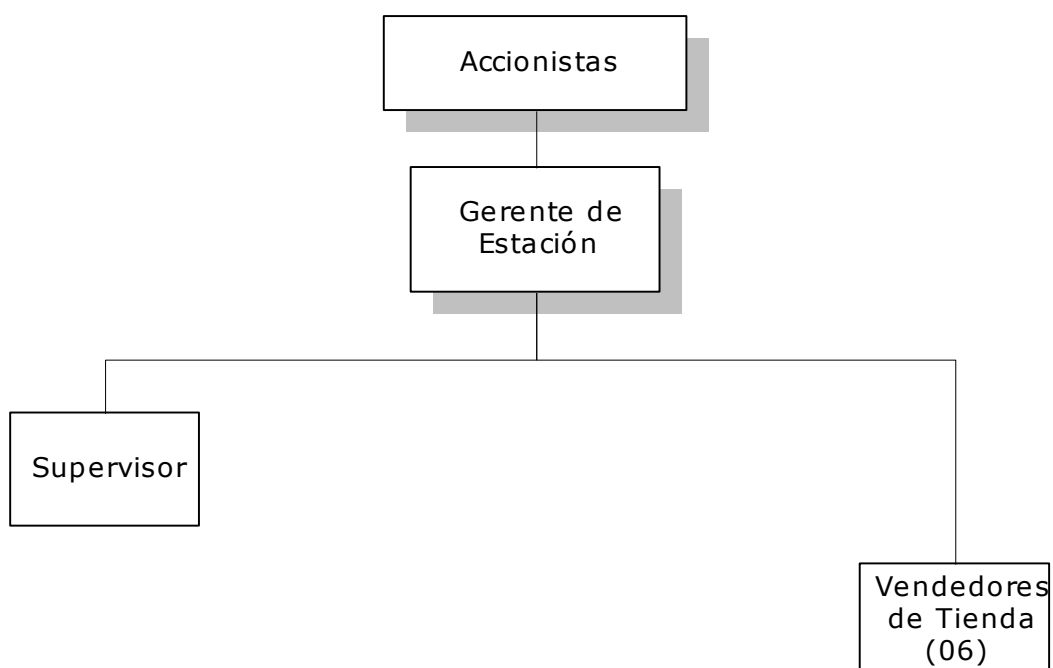 Accionistas
Gerente de
Estación
Supervisor
Vendedores
de Tienda
(06)